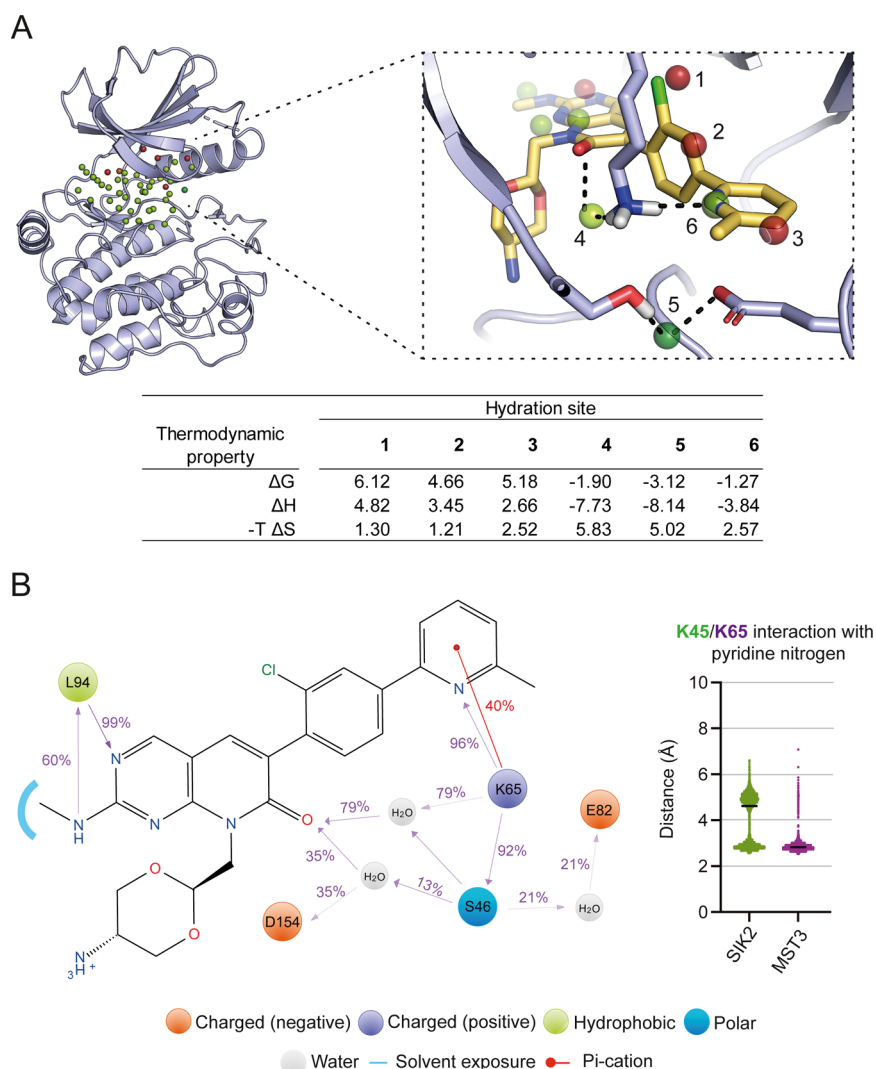 A
1
2
3
4
5
6
Hydration site
Thermodynamic property 1 2 3 4 5 6
ΔG 6.12 4.66 5.18 -1.90 -3.12 -1.27
ΔH 4.82 3.45 2.66 -7.73 -8.14 -3.84
-T ΔS 1.30 1.21 2.52 5.83 5.02 2.57
B
L94
99%
60%
N
N
N
N
H
N
O
Cl
N
40%
96%
K65
79%
H₂O
79%
E82
92%
21%
35%
H₂O
13%
S46
21%
H₂O
35%
D154
O
O
N
3H +
K45/K65 interaction with
pyridine nitrogen
Distance (Å)
10
8
6
4
2
0
SIK2
MST3
Charged (negative) Charged (positive) Hydrophobic Polar
Water Solvent exposure Pi-cation